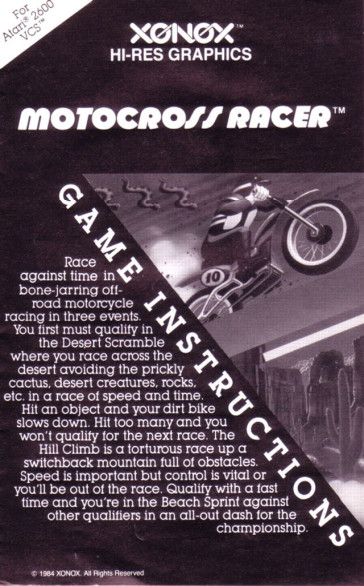 For
Atari® 2600
VCS™
XONOX™
HI-RES GRAPHICS
MOTOCROSS RACER™
GAME INSTRUCTIONS
10
Race
against time in
bone-jarring off-
road motorcycle
racing in three events.
You first must qualify in
the Desert Scramble
where you race across the
desert avoiding the prickly
cactus, desert creatures, rocks,
etc. in a race of speed and time.
Hit an object and your dirt bike
slows down. Hit too many and you
won't qualify for the next race. The
Hill Climb is a torturous race up a
switchback mountain full of obstacles.
Speed is important but control is vital or
you'll be out of the race. Qualify with a fast
time and you're in the Beach Sprint against
other qualifiers in an all-out dash for the
championship.
© 1984 XONOX. All Rights Reserved